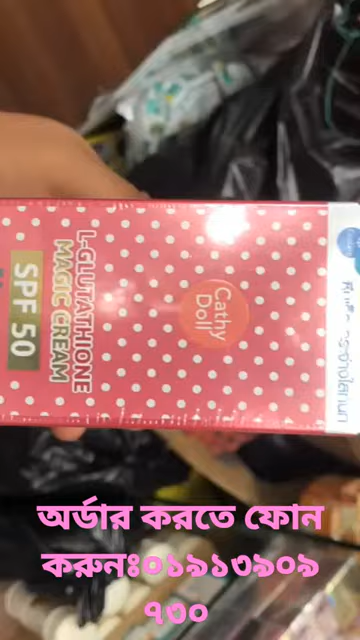 Cathy
Doll
L-GLUTATHIONE
MAGIC CREAM
SPF 50
অর্ডার করতে ফোন
করুনঃ০১৯১৩৯০৯
৭৩০